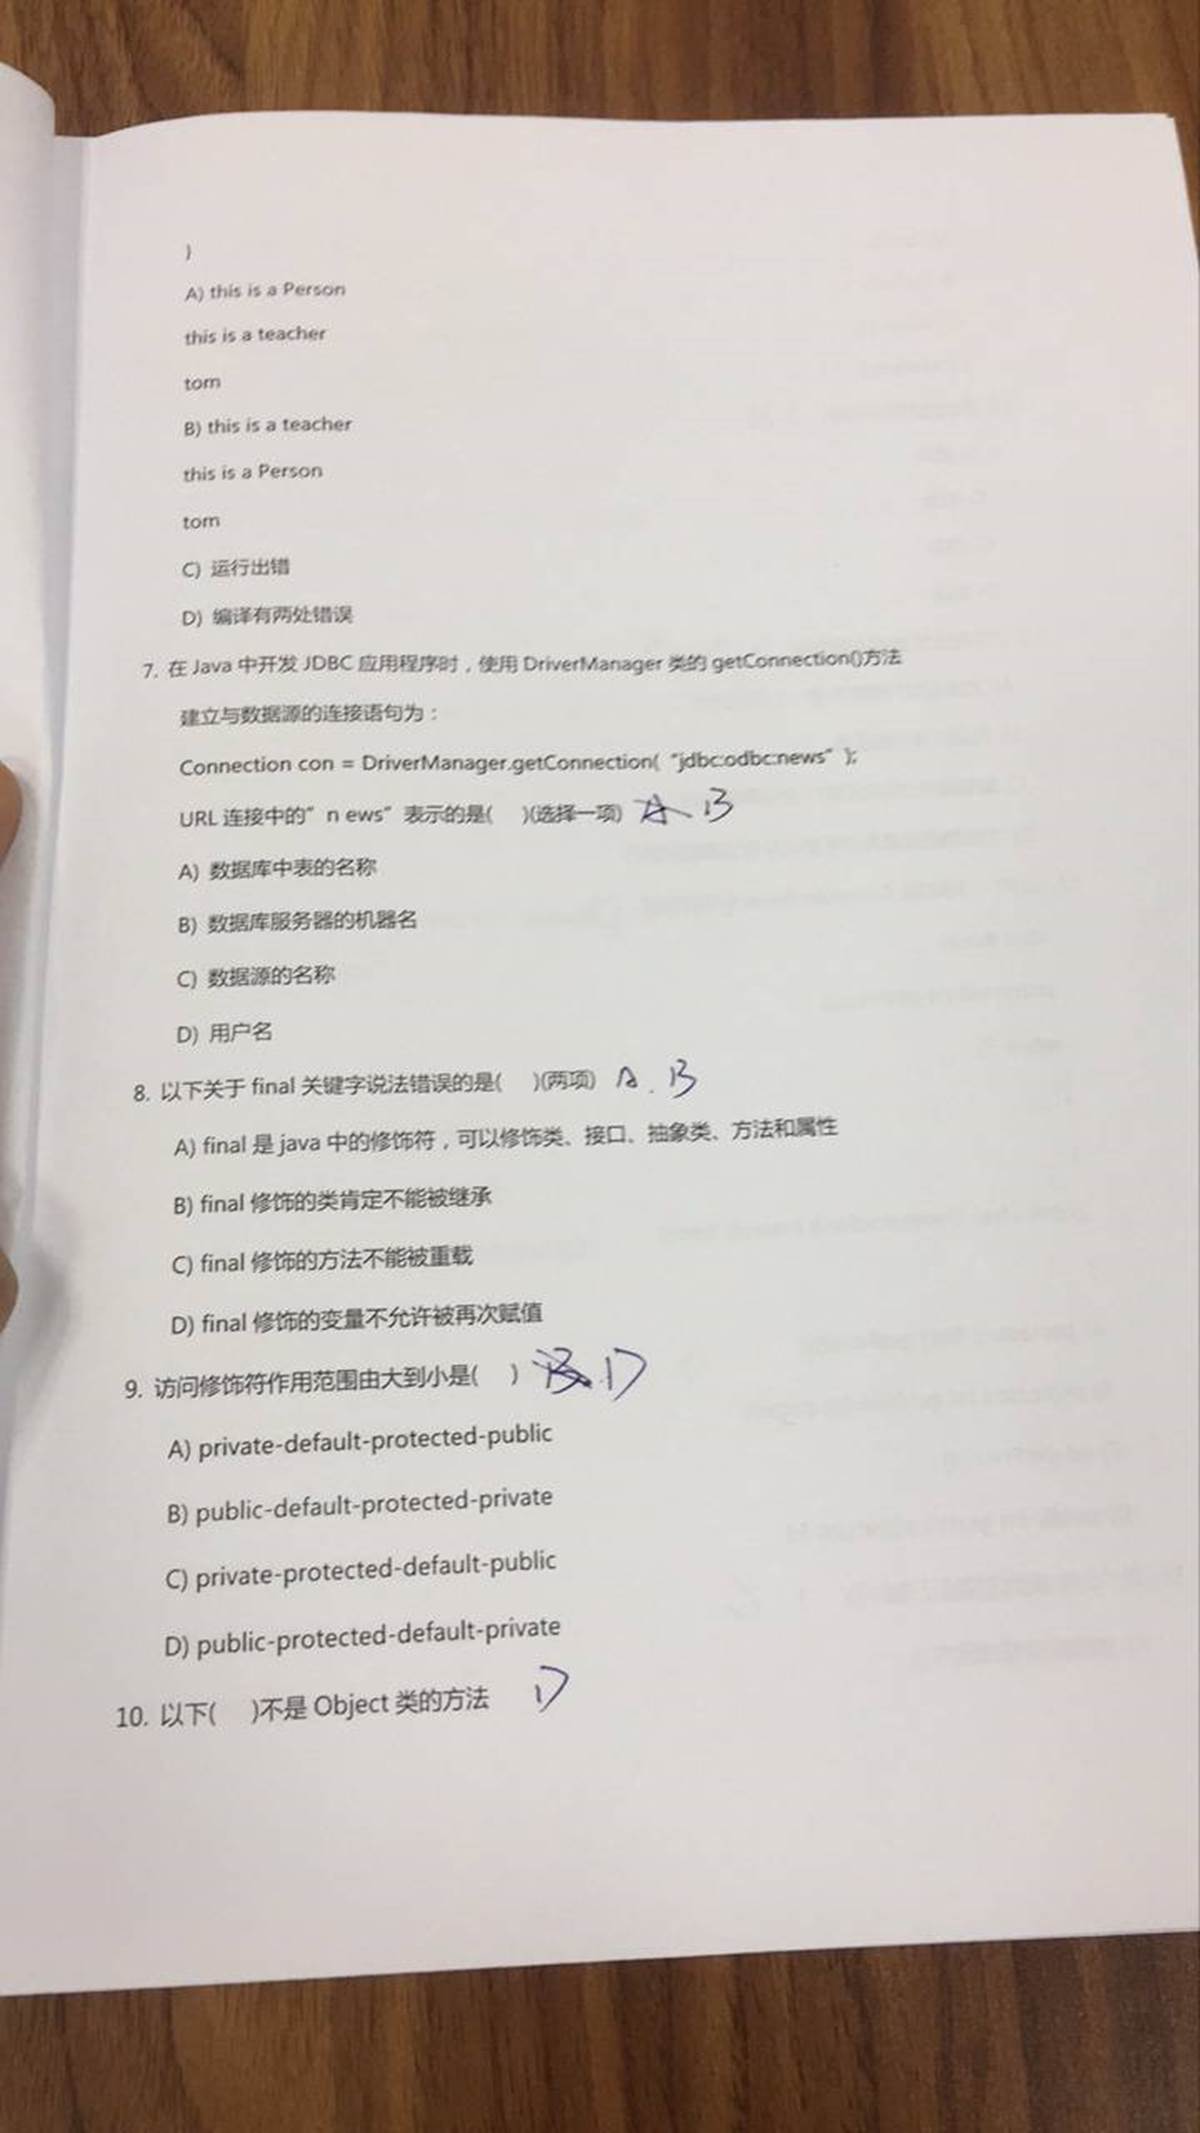 }
A) this is a Person
this is a teacher
tom
B) this is a teacher
this is a Person
tom
C) 运行出错
D) 编译有两处错误
7. 在 Java 中开发 JDBC 应用程序时，使用 DriverManager 类的 getConnection()方法
建立与数据源的连接语句为：
Connection con = DriverManager.getConnection( “jdbc:odbc:news” );
URL 连接中的” n ews” 表示的是( )(选择一项) A B
A) 数据库中表的名称
B) 数据库服务器的机器名
C) 数据源的名称
D) 用户名
8. 以下关于 final 关键字说法错误的是( )(两项) A . B
A) final 是 java 中的修饰符，可以修饰类、接口、抽象类、方法和属性
B) final 修饰的类肯定不能被继承
C) final 修饰的方法不能被重载
D) final 修饰的变量不允许被再次赋值
9. 访问修饰符作用范围由大到小是( ) B D
A) private-default-protected-public
B) public-default-protected-private
C) private-protected-default-public
D) public-protected-default-private
10. 以下( )不是 Object 类的方法 D